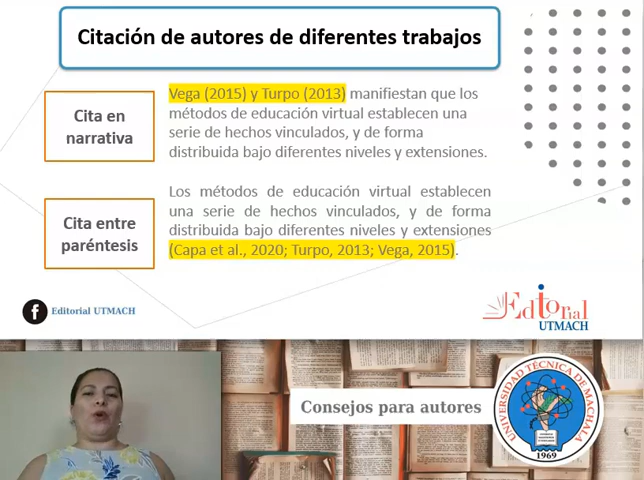 Citación de autores de diferentes trabajos
Cita en
narrativa
Vega (2015) y Turpo (2013) manifiestan que los
métodos de educación virtual establecen una
serie de hechos vinculados, y de forma
distribuida bajo diferentes niveles y extensiones.
Cita entre
paréntesis
Los métodos de educación virtual establecen
una serie de hechos vinculados, y de forma
distribuida bajo diferentes niveles y extensiones
(Capa et al., 2020; Turpo, 2013; Vega, 2015).
f Editorial UTMACH
Editorial
UTMACH
Consejos para autores
UNIVERSIDAD TÉCNICA DE MACHALA
1969